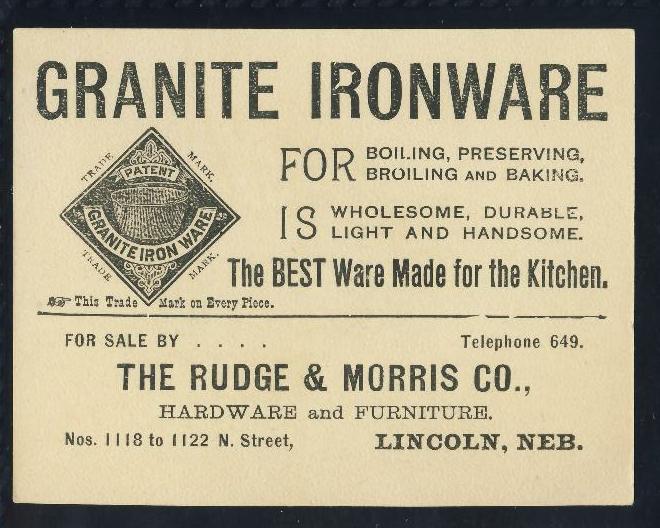 GRANITE IRONWARE
FOR BOILING, PRESERVING,
BROILING AND BAKING,
IS WHOLESOME, DURABLE,
LIGHT AND HANDSOME.
The BEST Ware Made for the Kitchen.
TRADE MARK.
PATENT
GRANITE IRON WARE
TRADE MARK.
This Trade Mark on Every Piece.
FOR SALE BY . . . .
Telephone 649.
THE RUDGE & MORRIS CO.,
HARDWARE and FURNITURE.
Nos. 1118 to 1122 N. Street,
LINCOLN, NEB.